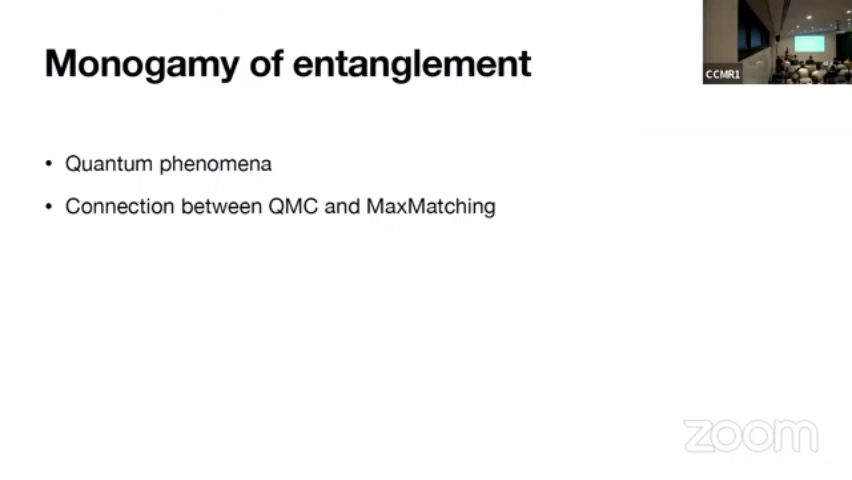 Monogamy of entanglement
CCMR1
• Quantum phenomena
• Connection between QMC and MaxMatching
zoom